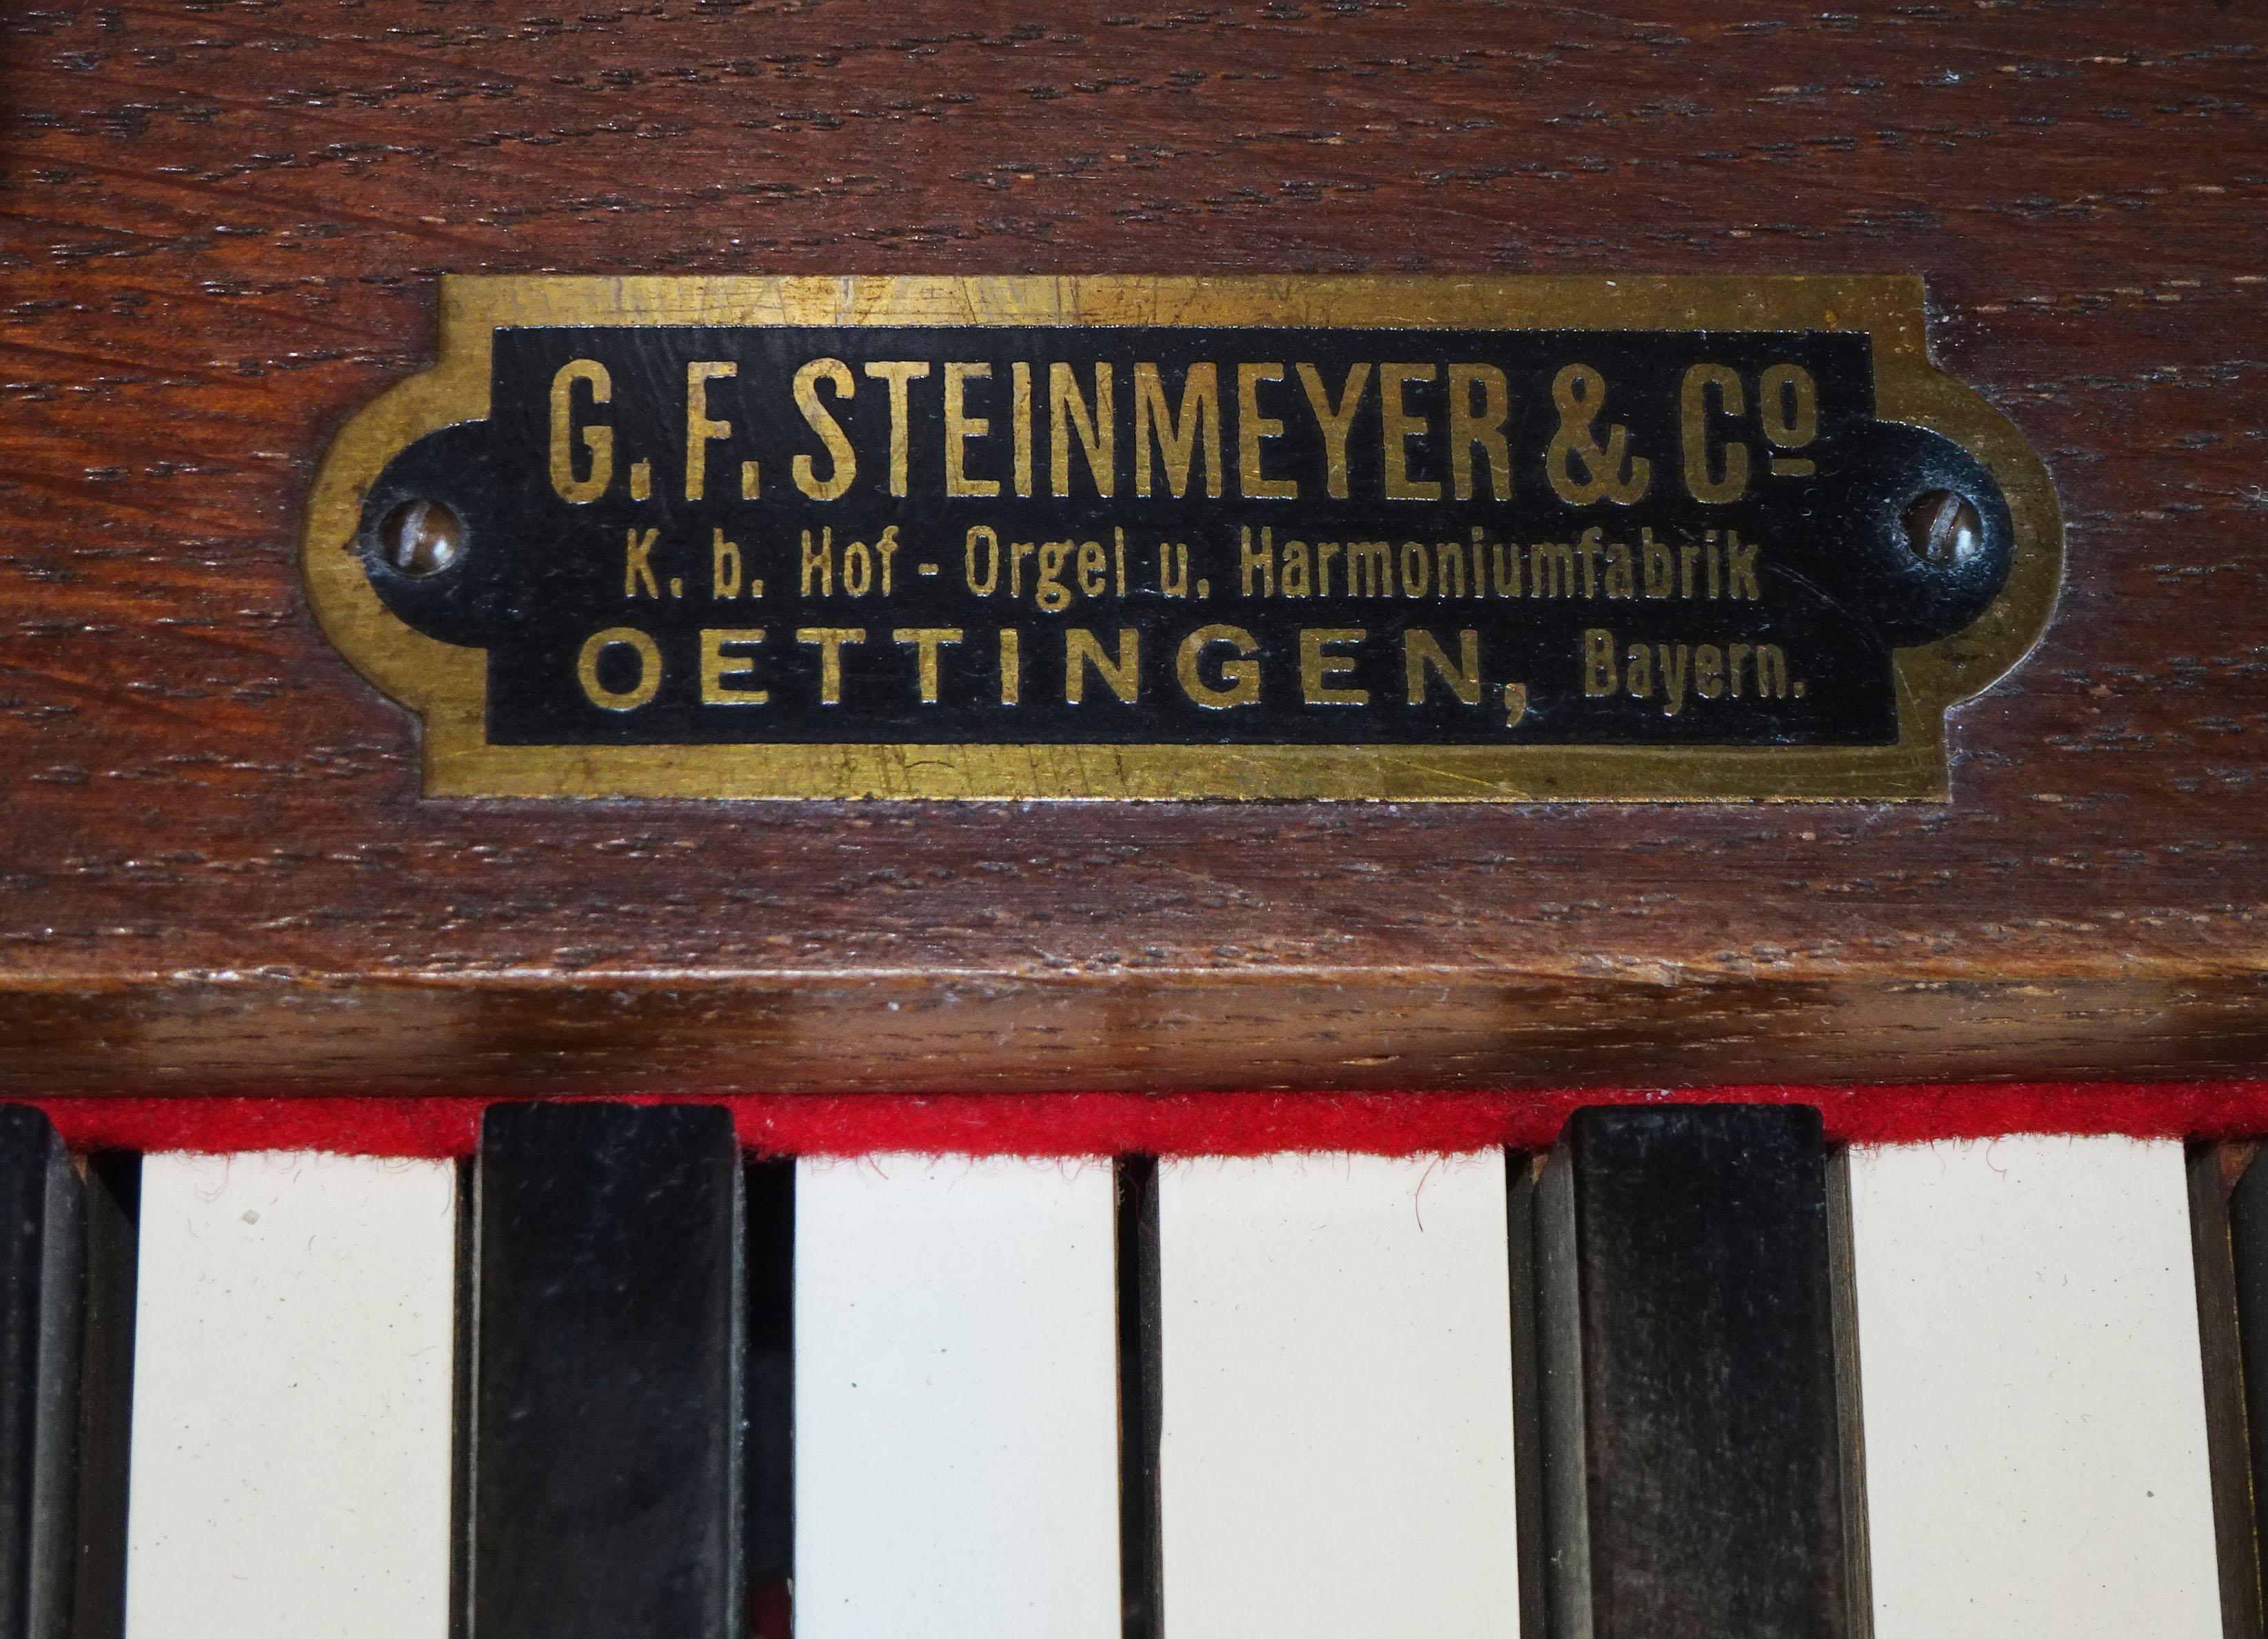 G. F. STEINMEYER & Cº
K. b. Hof - Orgel u. Harmoniumfabrik
OETTINGEN, Bayern.